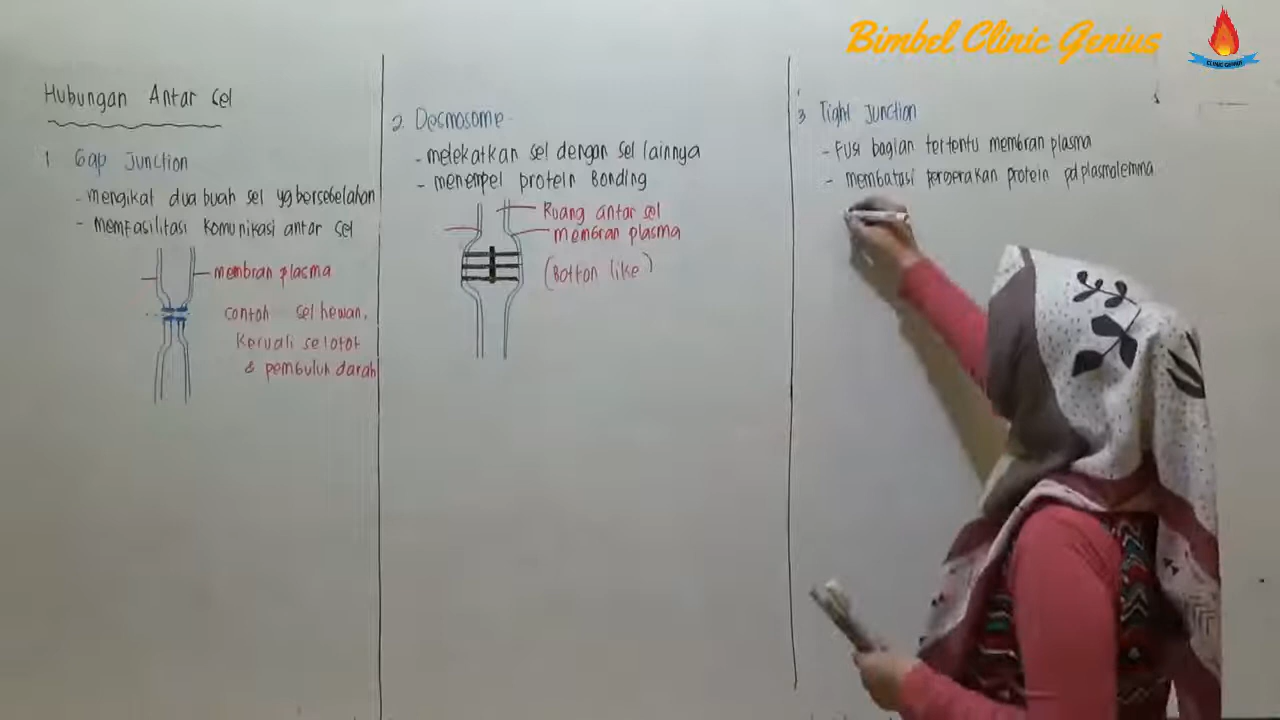 Bimbel Clinic Genius
CLINIC GENIUS
Hubungan Antar Sel
1. Gap Junction
- mengikat dua buah sel yg bersebelahan
- memfasilitasi komunikasi antar sel
membran plasma
contoh sel hewan,
kecuali sel otot
& pembuluh darah
2. Desmosome
- melekatkan sel dengan sel lainnya
- menempel protein Bonding
Ruang antar sel
membran plasma
(Botton like)
3 Tight Junction
- Fusi bagian tertentu membran plasma
- membatasi pergerakan protein pd plasmalemma